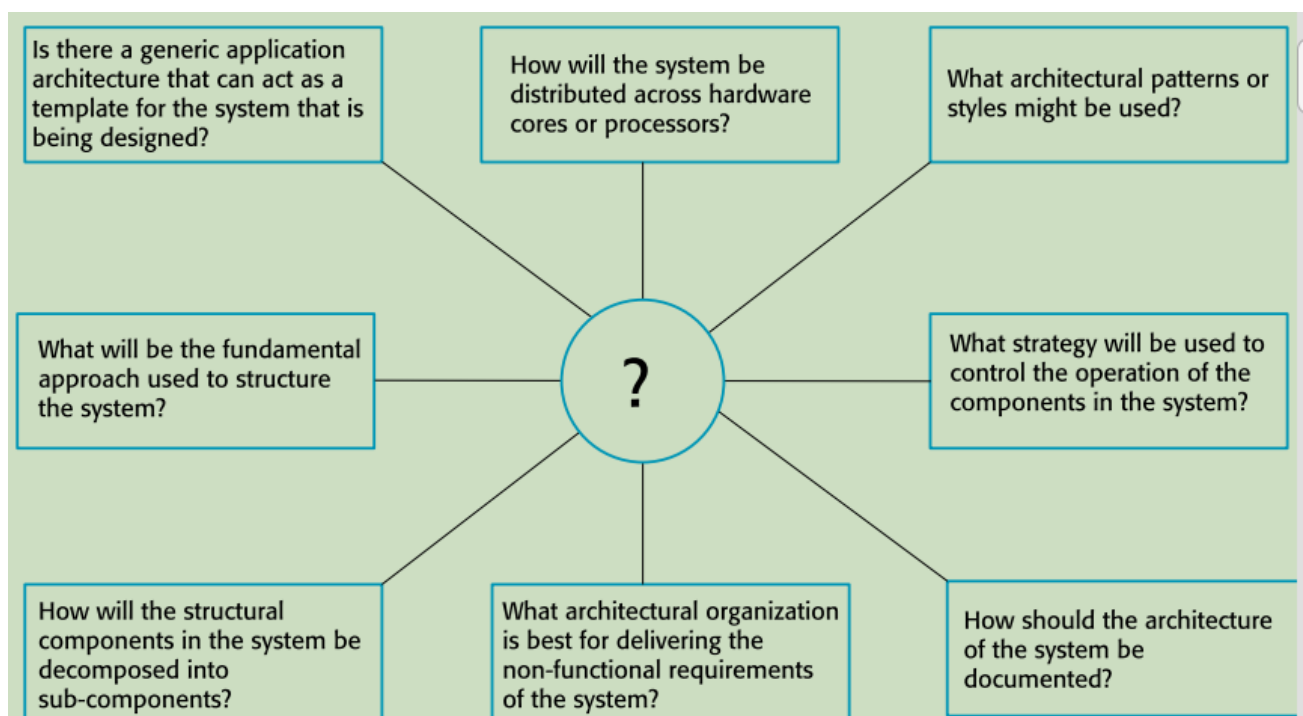 Is there a generic application
architecture that can act as a
template for the system that is
being designed?
How will the system be
distributed across hardware
cores or processors?
What architectural patterns or
styles might be used?
What will be the fundamental
approach used to structure
the system?
?
What strategy will be used to
control the operation of the
components in the system?
How will the structural
components in the system be
decomposed into
sub-components?
What architectural organization
is best for delivering the
non-functional requirements
of the system?
How should the architecture
of the system be
documented?